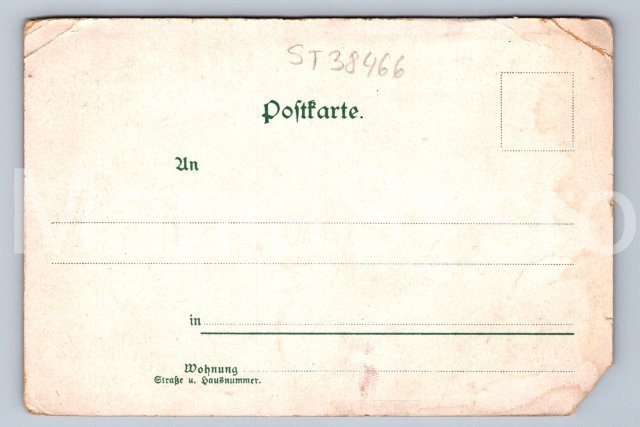 ST38466
Postkarte.
An
in
Wohnung
Straße u. Hausnummer.